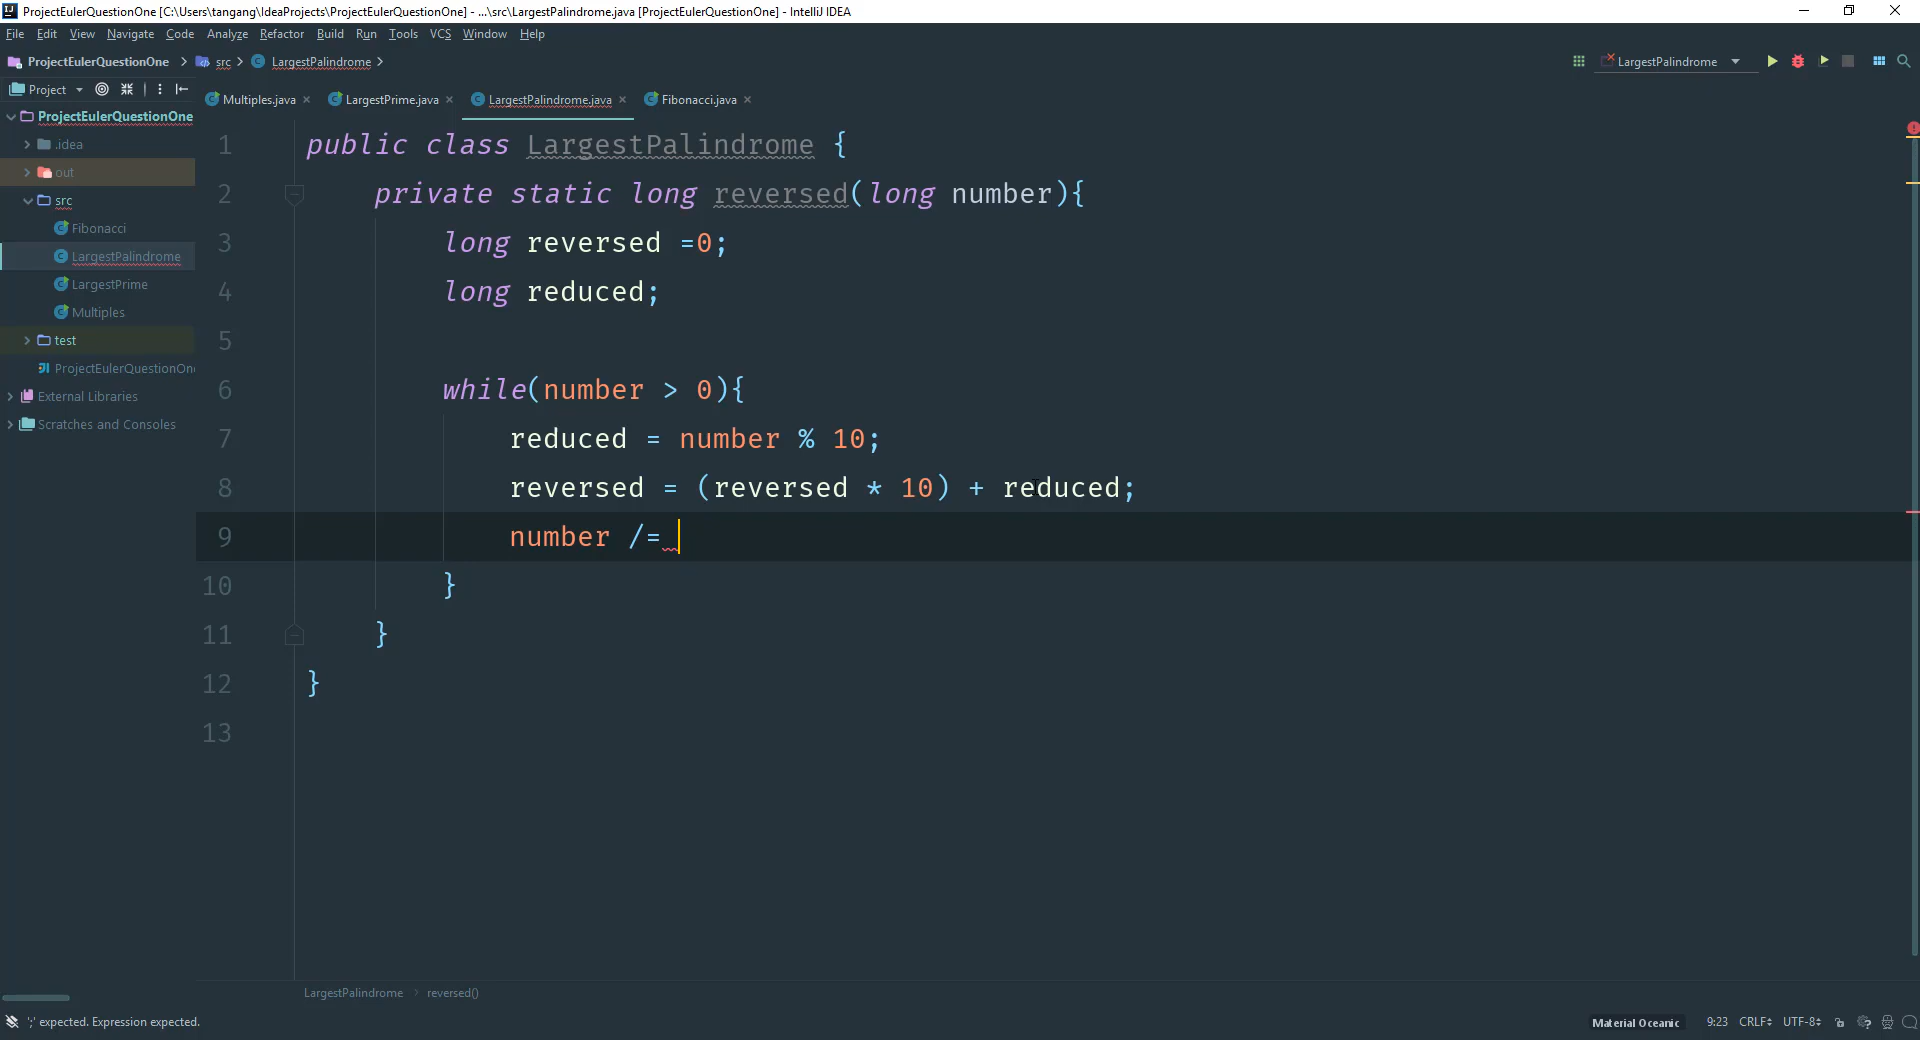 ProjectEulerQuestionOne [C:\Users\tangang\IdeaProjects\ProjectEulerQuestionOne] - ...\src\LargestPalindrome.java [ProjectEulerQuestionOne] - IntelliJ IDEA
File Edit View Navigate Code Analyze Refactor Build Run Tools VCS Window Help
ProjectEulerQuestionOne src LargestPalindrome
LargestPalindrome
Project
Multiples.java LargestPrime.java LargestPalindrome.java Fibonacci.java
ProjectEulerQuestionOne
.idea
out
src
Fibonacci
LargestPalindrome
LargestPrime
Multiples
test
ProjectEulerQuestionOn
External Libraries
Scratches and Consoles
1 public class LargestPalindrome {
2 private static long reversed(long number){
3 long reversed =0;
4 long reduced;
5
6 while(number > 0){
7 reduced = number % 10;
8 reversed = (reversed * 10) + reduced;
9 number /=
10 }
11 }
12 }
13
LargestPalindrome reversed()
';' expected. Expression expected.
Material Oceanic 9:23 CRLF UTF-8